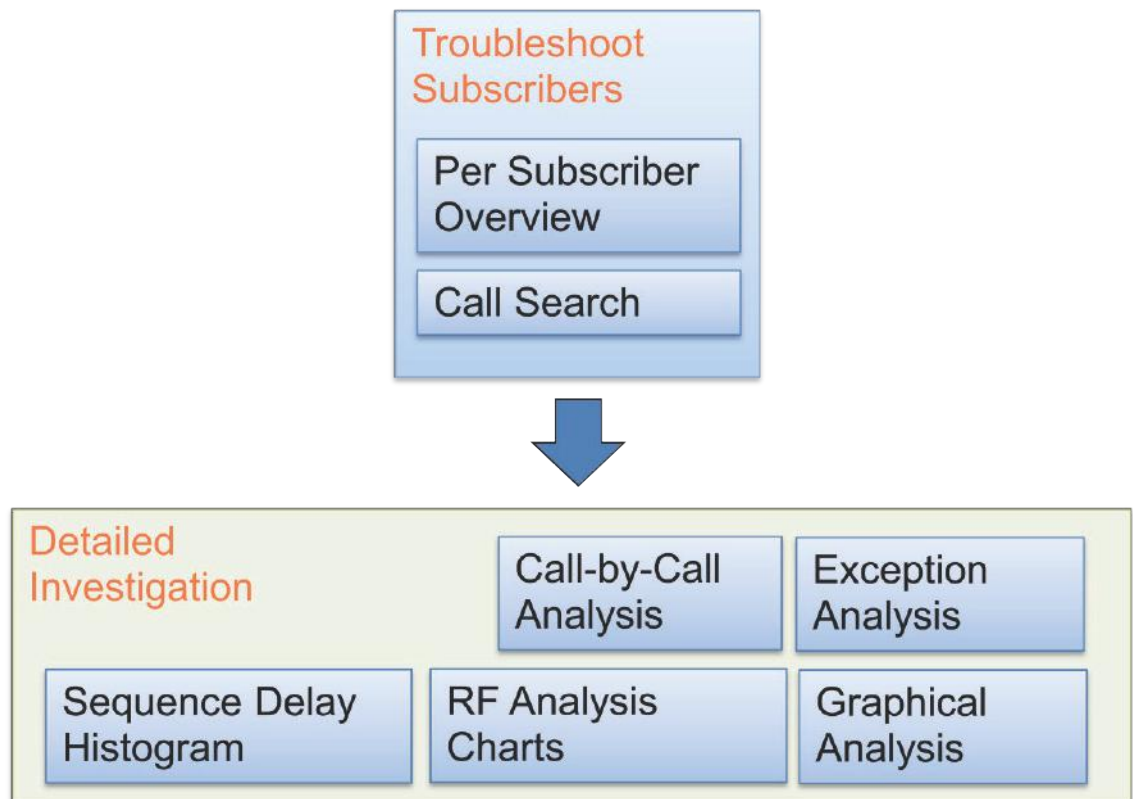 Troubleshoot
Subscribers
Per Subscriber
Overview
Call Search
Detailed
Investigation
Call-by-Call
Analysis
Exception
Analysis
Sequence Delay
Histogram
RF Analysis
Charts
Graphical
Analysis